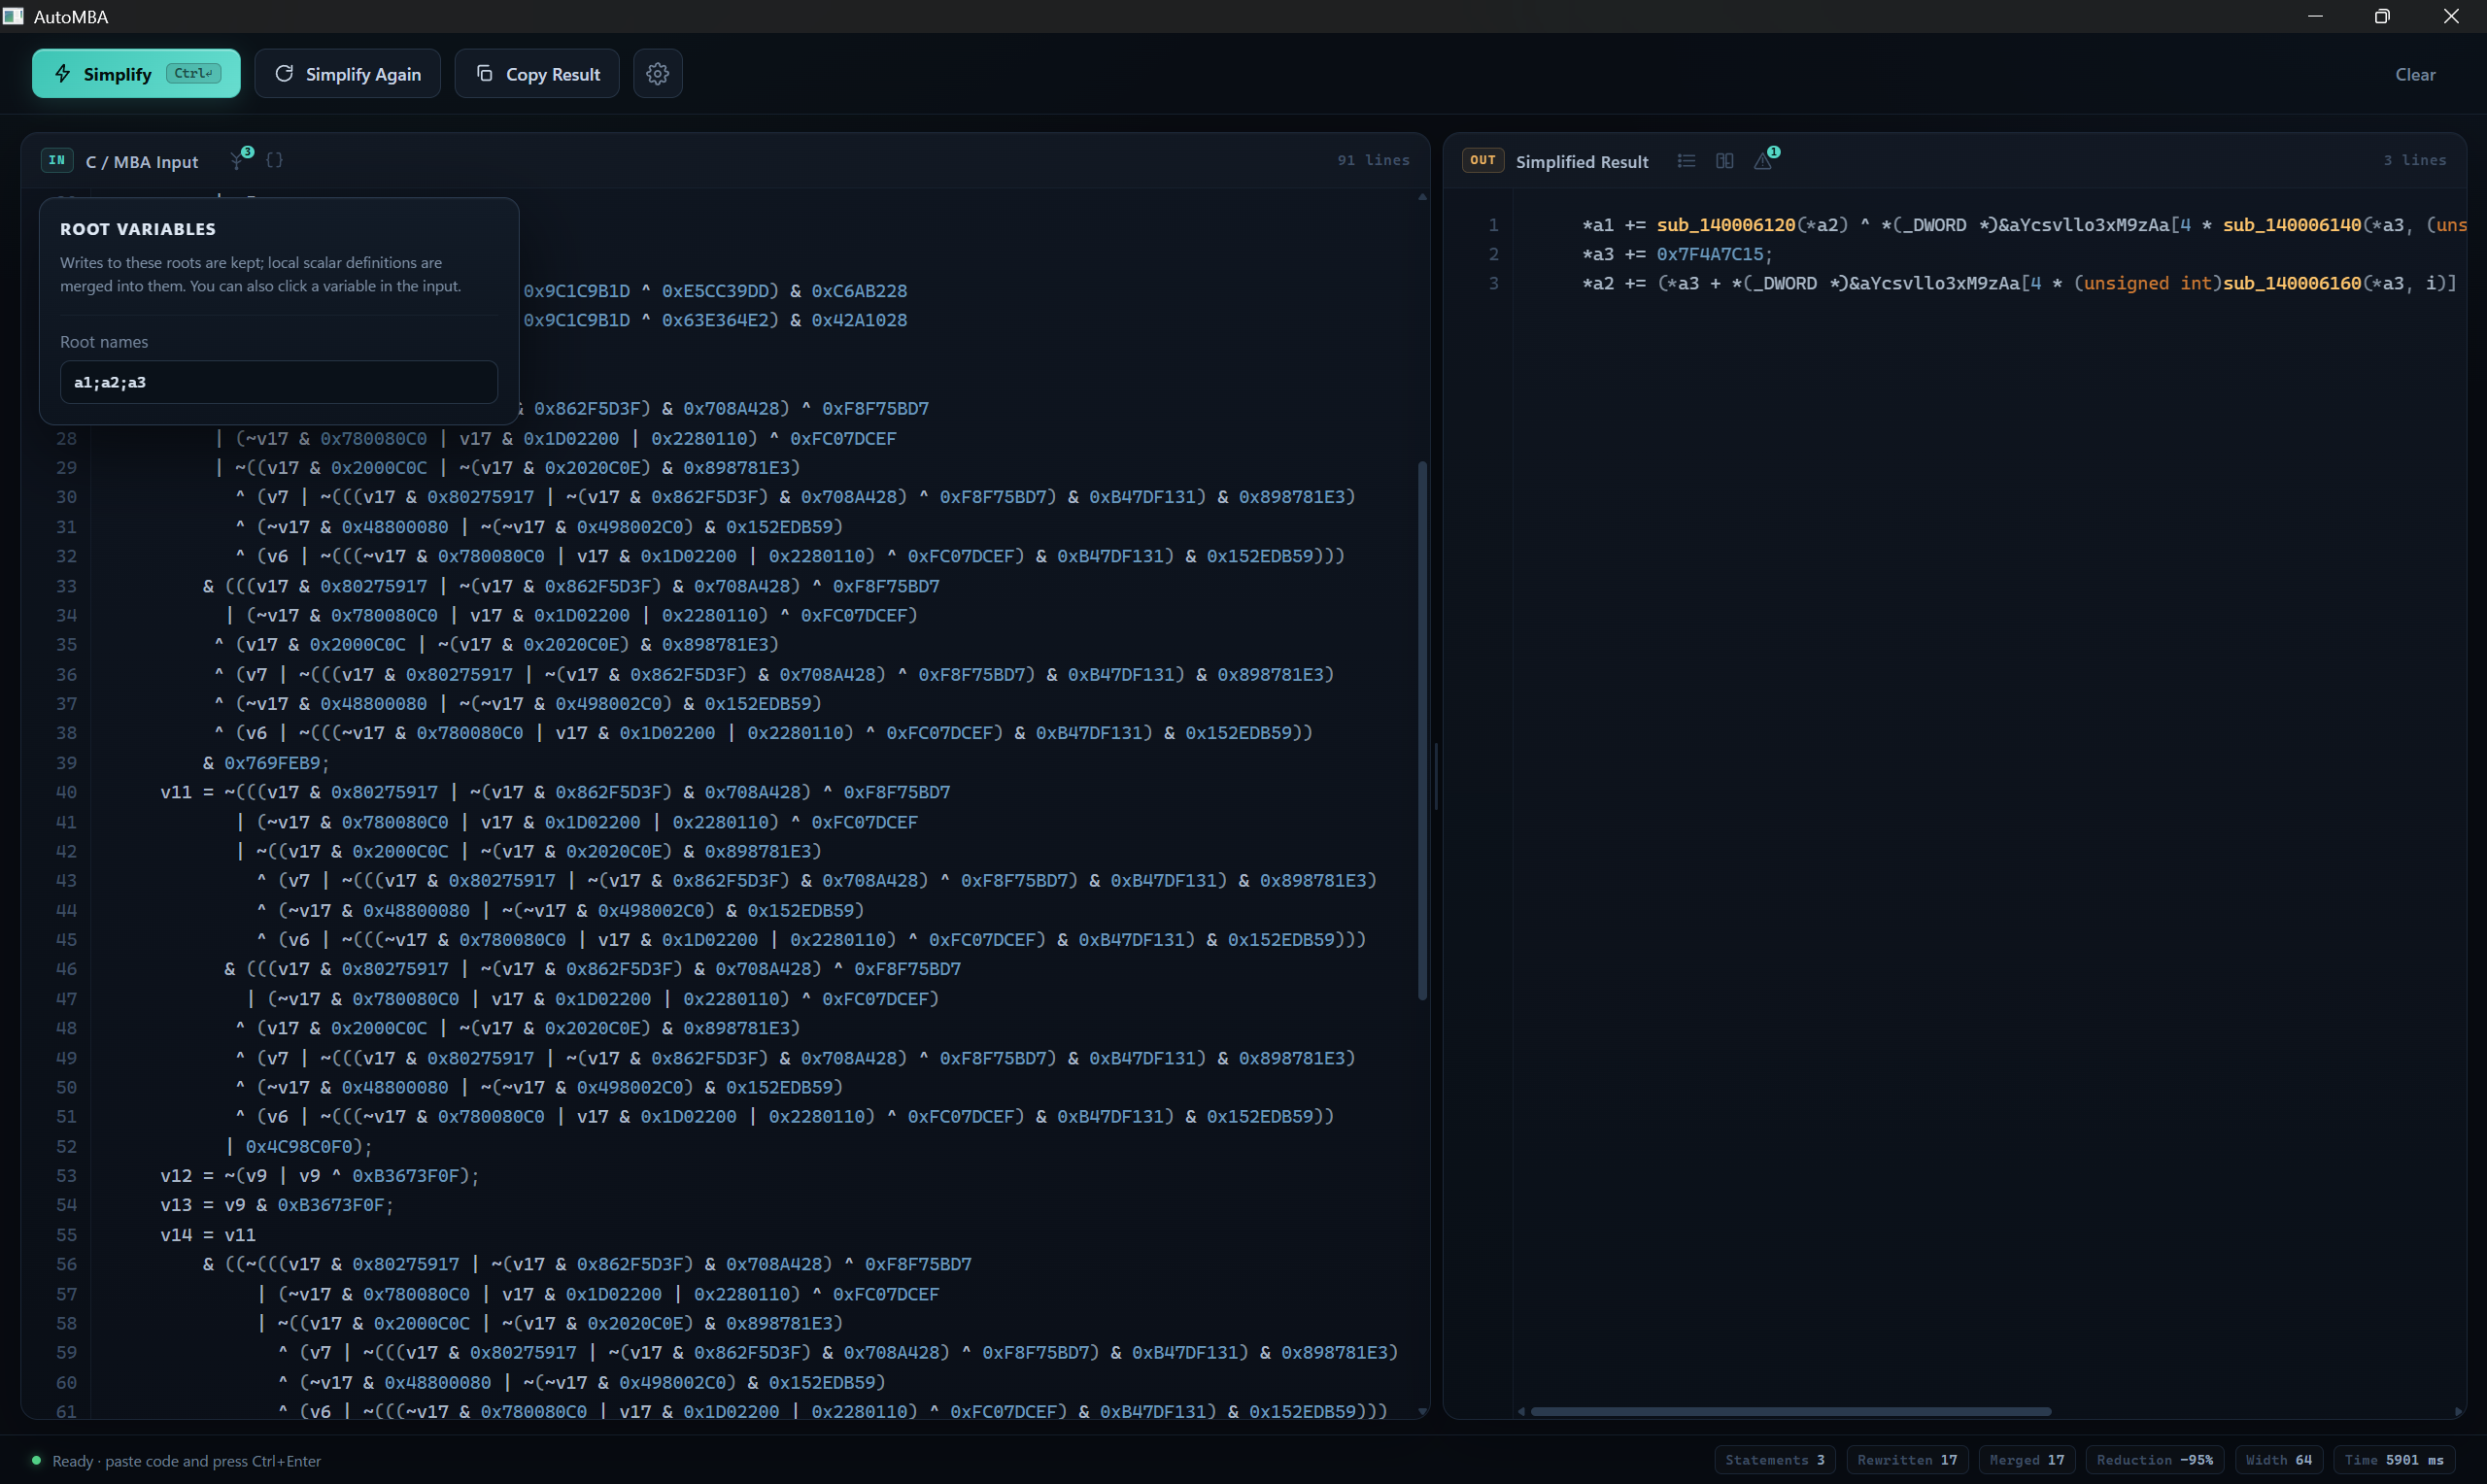 AutoMBA
Simplify Ctrl↵ Simplify Again Copy Result Clear
IN C / MBA Input 3 {} 91 lines
ROOT VARIABLES
Writes to these roots are kept; local scalar definitions are
merged into them. You can also click a variable in the input.
Root names
a1;a2;a3
0x9C1C9B1D ^ 0xE5CC39DD) & 0xC6AB228
0x9C1C9B1D ^ 0x63E364E2) & 0x42A1028
& 0x862F5D3F) & 0x708A428) ^ 0xF8F75BD7
28 | (~v17 & 0x780080C0 | v17 & 0x1D02200 | 0x2280110) ^ 0xFC07DCEF
29 | ~((v17 & 0x2000C0C | ~(v17 & 0x2020C0E) & 0x898781E3)
30 ^ (v7 | ~(((v17 & 0x80275917 | ~(v17 & 0x862F5D3F) & 0x708A428) ^ 0xF8F75BD7) & 0xB47DF131) & 0x898781E3)
31 ^ (~v17 & 0x48800080 | ~(~v17 & 0x498002C0) & 0x152EDB59)
32 ^ (v6 | ~(((~v17 & 0x780080C0 | v17 & 0x1D02200 | 0x2280110) ^ 0xFC07DCEF) & 0xB47DF131) & 0x152EDB59)))
33 & (((v17 & 0x80275917 | ~(v17 & 0x862F5D3F) & 0x708A428) ^ 0xF8F75BD7
34 | (~v17 & 0x780080C0 | v17 & 0x1D02200 | 0x2280110) ^ 0xFC07DCEF)
35 ^ (v17 & 0x2000C0C | ~(v17 & 0x2020C0E) & 0x898781E3)
36 ^ (v7 | ~(((v17 & 0x80275917 | ~(v17 & 0x862F5D3F) & 0x708A428) ^ 0xF8F75BD7) & 0xB47DF131) & 0x898781E3)
37 ^ (~v17 & 0x48800080 | ~(~v17 & 0x498002C0) & 0x152EDB59)
38 ^ (v6 | ~(((~v17 & 0x780080C0 | v17 & 0x1D02200 | 0x2280110) ^ 0xFC07DCEF) & 0xB47DF131) & 0x152EDB59))
39 & 0x769FEB9;
40 v11 = ~(((v17 & 0x80275917 | ~(v17 & 0x862F5D3F) & 0x708A428) ^ 0xF8F75BD7
41 | (~v17 & 0x780080C0 | v17 & 0x1D02200 | 0x2280110) ^ 0xFC07DCEF
42 | ~((v17 & 0x2000C0C | ~(v17 & 0x2020C0E) & 0x898781E3)
43 ^ (v7 | ~(((v17 & 0x80275917 | ~(v17 & 0x862F5D3F) & 0x708A428) ^ 0xF8F75BD7) & 0xB47DF131) & 0x898781E3)
44 ^ (~v17 & 0x48800080 | ~(~v17 & 0x498002C0) & 0x152EDB59)
45 ^ (v6 | ~(((~v17 & 0x780080C0 | v17 & 0x1D02200 | 0x2280110) ^ 0xFC07DCEF) & 0xB47DF131) & 0x152EDB59)))
46 & (((v17 & 0x80275917 | ~(v17 & 0x862F5D3F) & 0x708A428) ^ 0xF8F75BD7
47 | (~v17 & 0x780080C0 | v17 & 0x1D02200 | 0x2280110) ^ 0xFC07DCEF)
48 ^ (v17 & 0x2000C0C | ~(v17 & 0x2020C0E) & 0x898781E3)
49 ^ (v7 | ~(((v17 & 0x80275917 | ~(v17 & 0x862F5D3F) & 0x708A428) ^ 0xF8F75BD7) & 0xB47DF131) & 0x898781E3)
50 ^ (~v17 & 0x48800080 | ~(~v17 & 0x498002C0) & 0x152EDB59)
51 ^ (v6 | ~(((~v17 & 0x780080C0 | v17 & 0x1D02200 | 0x2280110) ^ 0xFC07DCEF) & 0xB47DF131) & 0x152EDB59))
52 | 0x4C98C0F0);
53 v12 = ~(v9 | v9 ^ 0xB3673F0F);
54 v13 = v9 & 0xB3673F0F;
55 v14 = v11
56 & ((~(((v17 & 0x80275917 | ~(v17 & 0x862F5D3F) & 0x708A428) ^ 0xF8F75BD7
57 | (~v17 & 0x780080C0 | v17 & 0x1D02200 | 0x2280110) ^ 0xFC07DCEF
58 | ~((v17 & 0x2000C0C | ~(v17 & 0x2020C0E) & 0x898781E3)
59 ^ (v7 | ~(((v17 & 0x80275917 | ~(v17 & 0x862F5D3F) & 0x708A428) ^ 0xF8F75BD7) & 0xB47DF131) & 0x898781E3)
60 ^ (~v17 & 0x48800080 | ~(~v17 & 0x498002C0) & 0x152EDB59)
61 ^ (v6 | ~(((~v17 & 0x780080C0 | v17 & 0x1D02200 | 0x2280110) ^ 0xFC07DCEF) & 0xB47DF131) & 0x152EDB59)))
OUT Simplified Result 1 3 lines
1 *a1 += sub_140006120(*a2) ^ *(_DWORD *)&aYcsvllo3xM9zAa[4 * sub_140006140(*a3, (uns
2 *a3 += 0x7F4A7C15;
3 *a2 += (*a3 + *(_DWORD *)&aYcsvllo3xM9zAa[4 * (unsigned int)sub_140006160(*a3, i)]
Ready · paste code and press Ctrl+Enter
Statements 3 Rewritten 17 Merged 17 Reduction -95% Width 64 Time 5901 ms